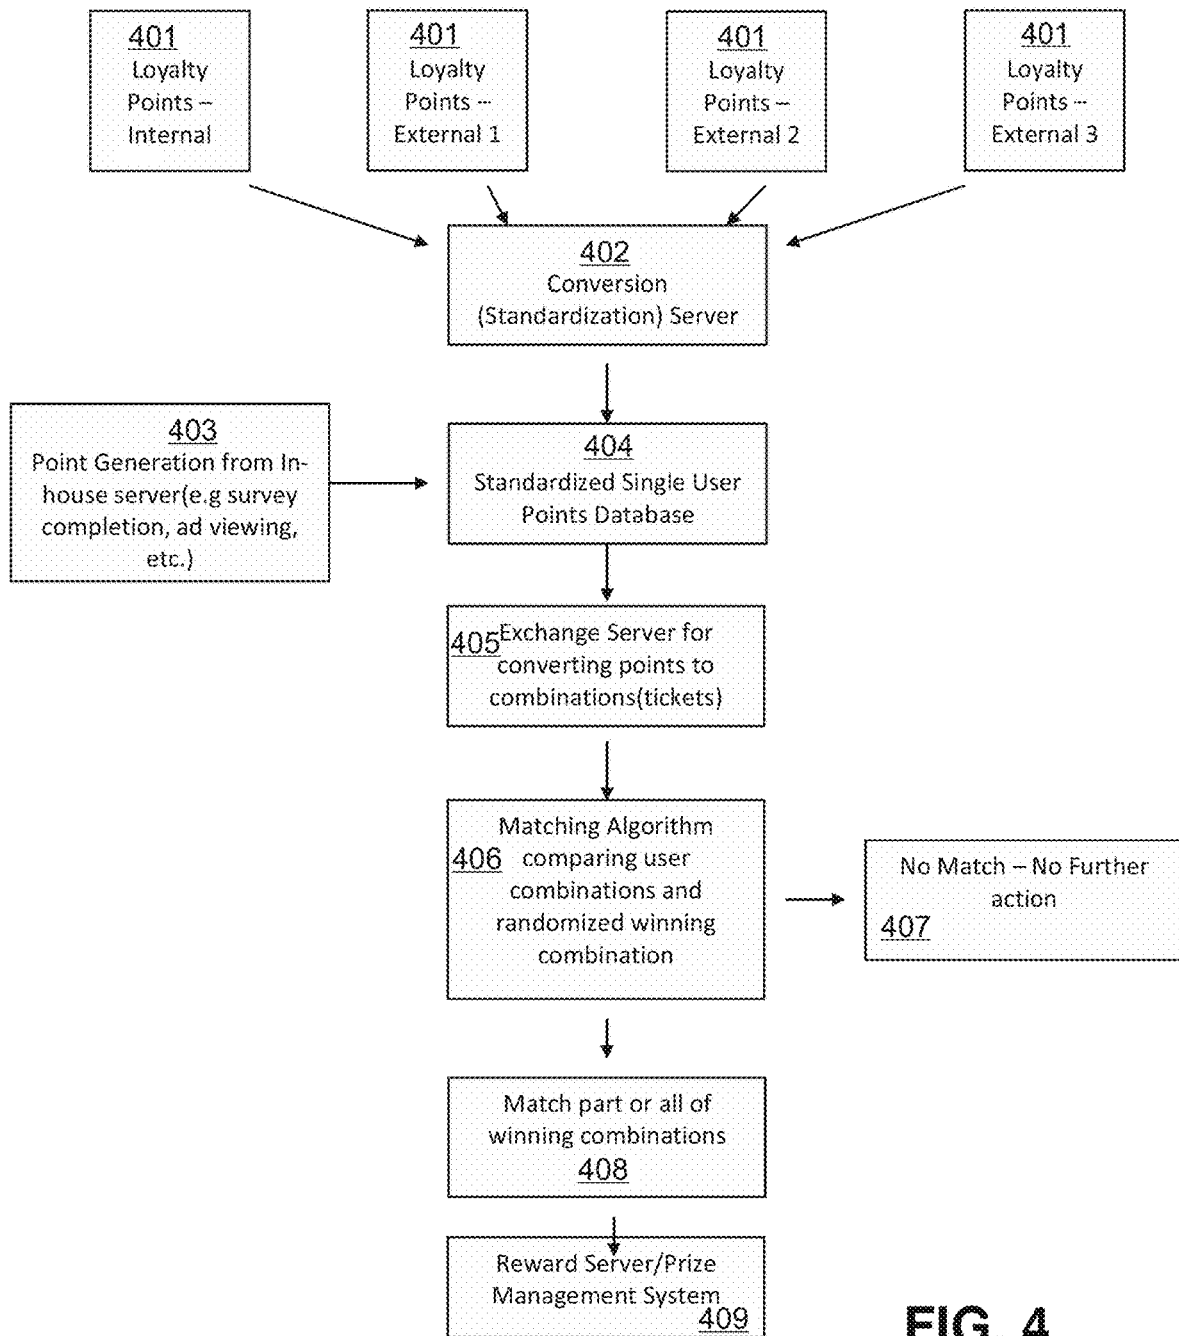 401
Loyalty
Points –
Internal
401
Loyalty
Points –
External 1
401
Loyalty
Points –
External 2
401
Loyalty
Points –
External 3
402
Conversion
(Standardization) Server
403
Point Generation from In-
house server(e.g survey
completion, ad viewing,
etc.)
404
Standardized Single User
Points Database
405
Exchange Server for
converting points to
combinations(tickets)
406
Matching Algorithm
comparing user
combinations and
randomized winning
combination
No Match – No Further
action
407
Match part or all of
winning combinations
408
Reward Server/Prize
Management System
409
FIG. 4